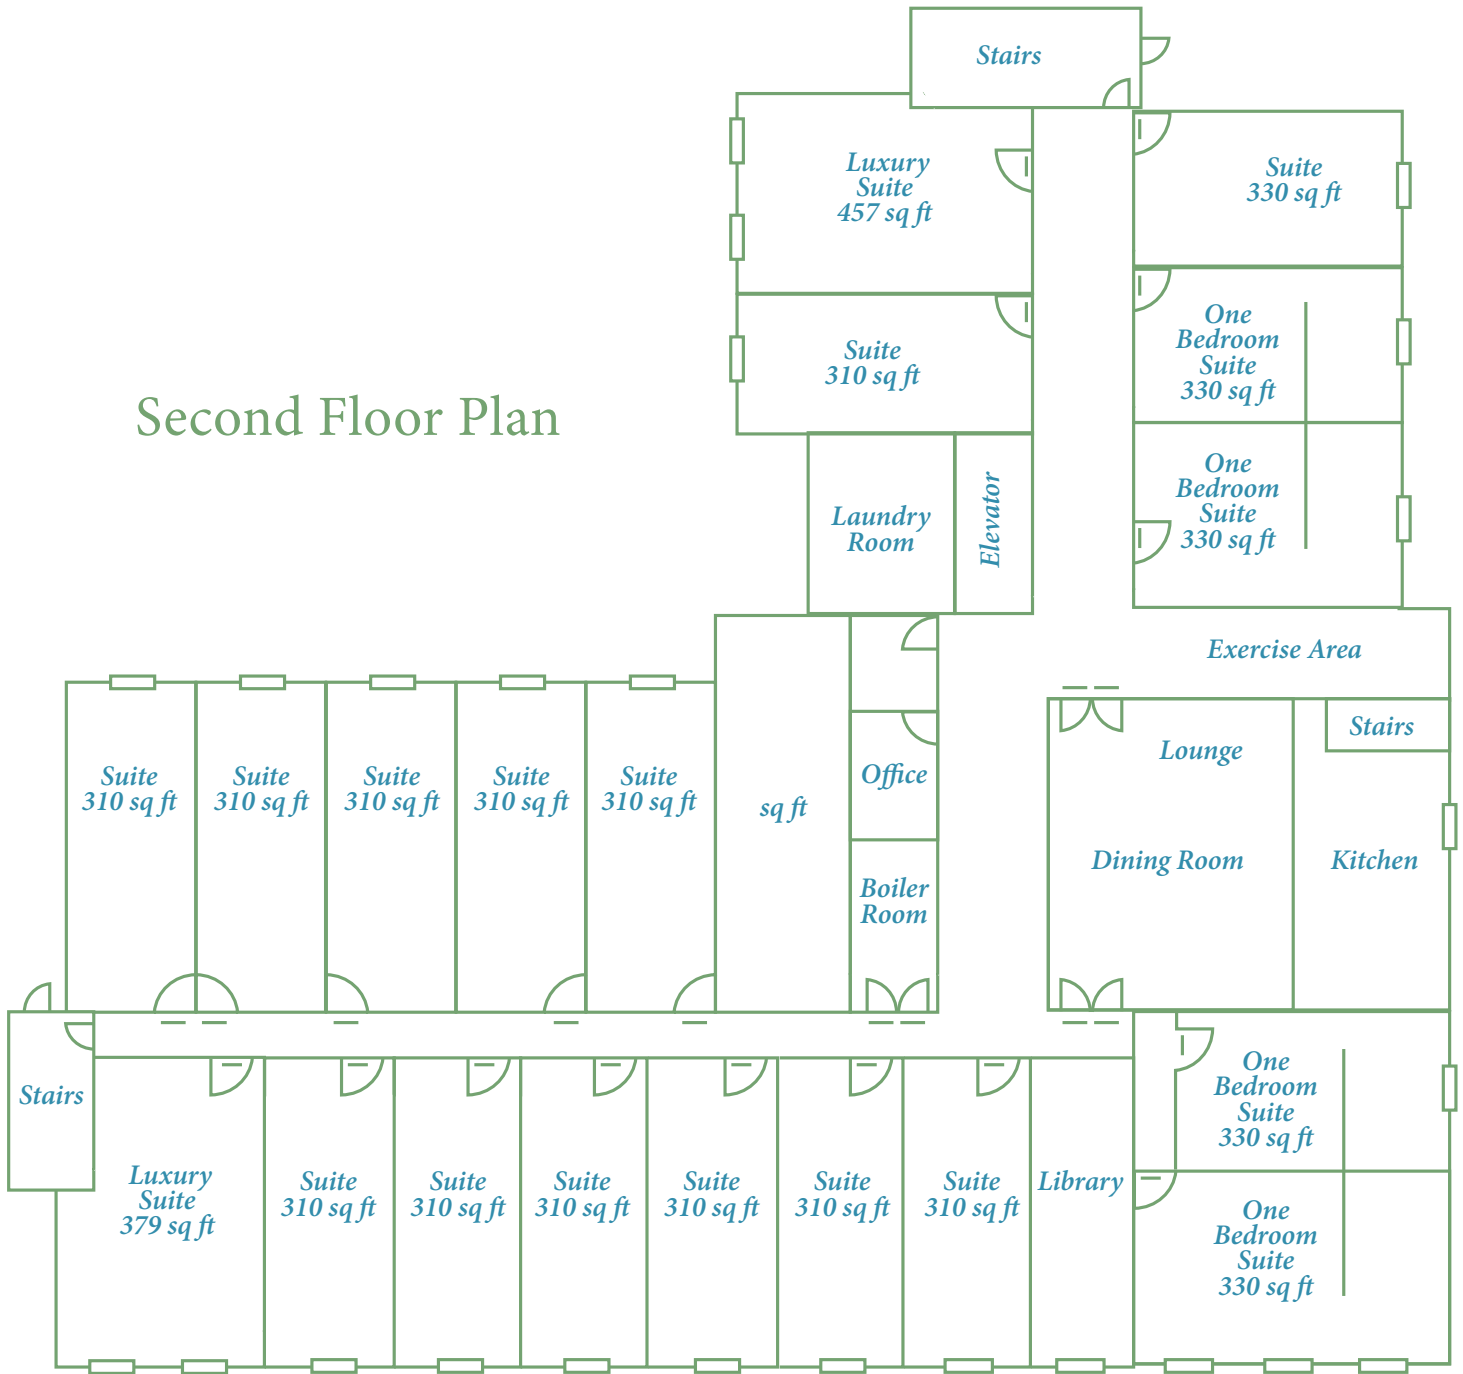 Stairs
Luxury
Suite
457 sq ft
Suite
330 sq ft
One
Bedroom
Suite
330 sq ft
Suite
310 sq ft
Second Floor Plan
One
Bedroom
Suite
330 sq ft
Laundry
Room
Elevator
Exercise Area
Stairs
Lounge
Suite
310 sq ft
Suite
310 sq ft
Suite
310 sq ft
Suite
310 sq ft
Suite
310 sq ft
sq ft
Office
Dining Room
Kitchen
Boiler
Room
Stairs
One
Bedroom
Suite
330 sq ft
Luxury
Suite
379 sq ft
Suite
310 sq ft
Suite
310 sq ft
Suite
310 sq ft
Suite
310 sq ft
Suite
310 sq ft
Suite
310 sq ft
Library
One
Bedroom
Suite
330 sq ft